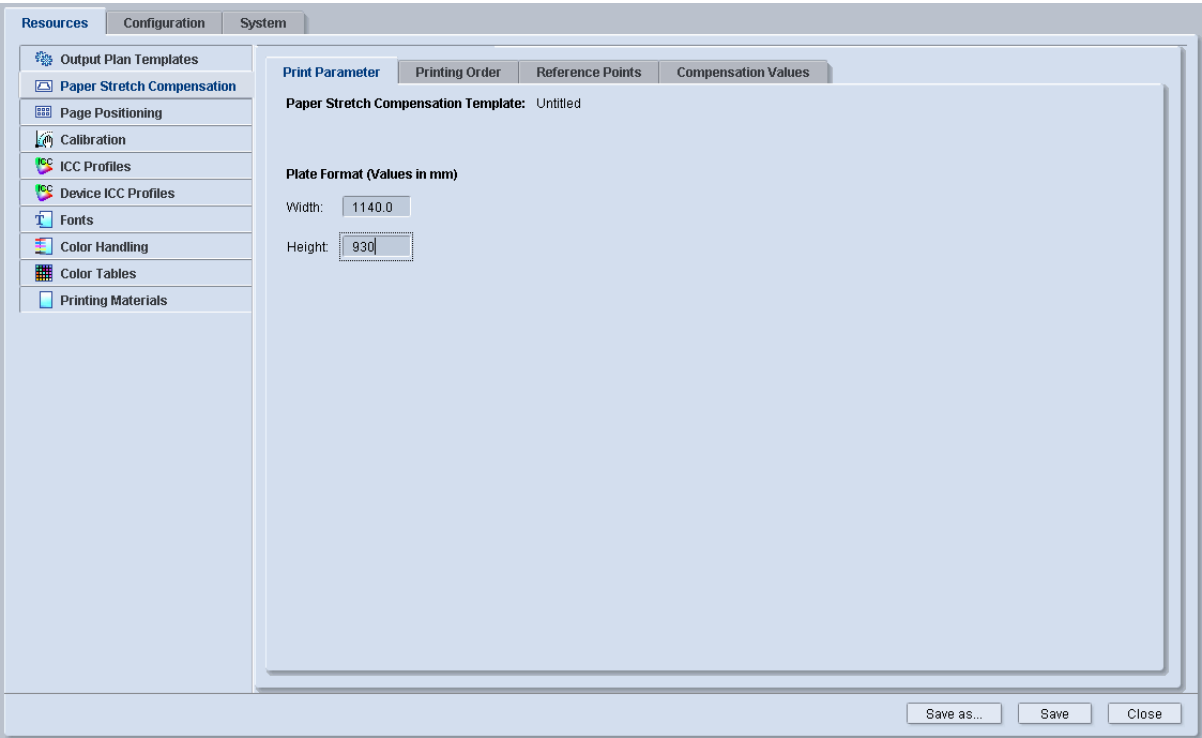 Resources Configuration System
Output Plan Templates
Paper Stretch Compensation
Page Positioning
Calibration
ICC ICC Profiles
ICC Device ICC Profiles
T Fonts
Color Handling
Color Tables
Printing Materials
Print Parameter Printing Order Reference Points Compensation Values
Paper Stretch Compensation Template: Untitled
Plate Format (Values in mm)
Width: 1140.0
Height: 930
Save as... Save Close